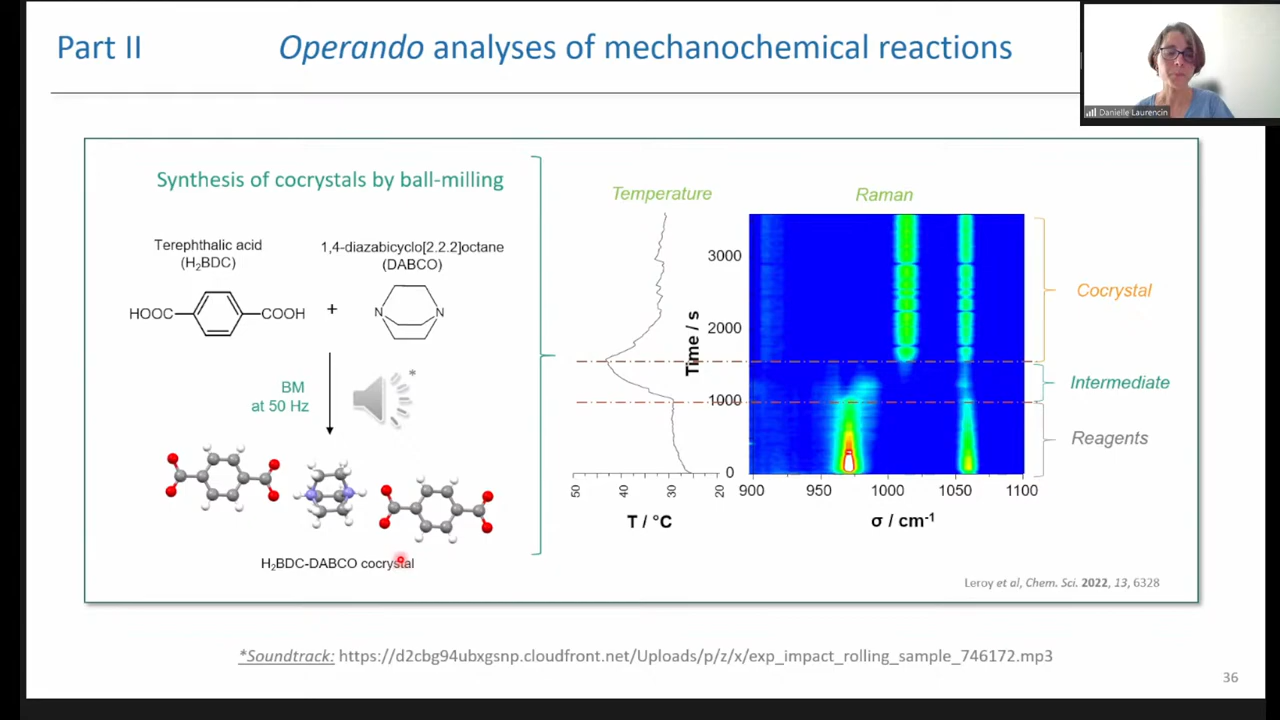 Part II
Operando analyses of mechanochemical reactions
Danielle Laurencin
Synthesis of cocrystals by ball-milling
Terephthalic acid
(H₂BDC)
1,4-diazabicyclo[2.2.2]octane
(DABCO)
HOOC
COOH
+
N
N
BM
at 50 Hz
*
H₂BDC-DABCO cocrystal
Temperature
Raman
Time / s
3000
2000
1000
0
50
40
30
20
T / °C
900
950
1000
1050
1100
σ / cm⁻¹
Cocrystal
Intermediate
Reagents
Leroy et al, Chem. Sci. 2022, 13, 6328
*Soundtrack: https://d2cbg94ubxgsnp.cloudfront.net/Uploads/p/z/x/exp_impact_rolling_sample_746172.mp3
36